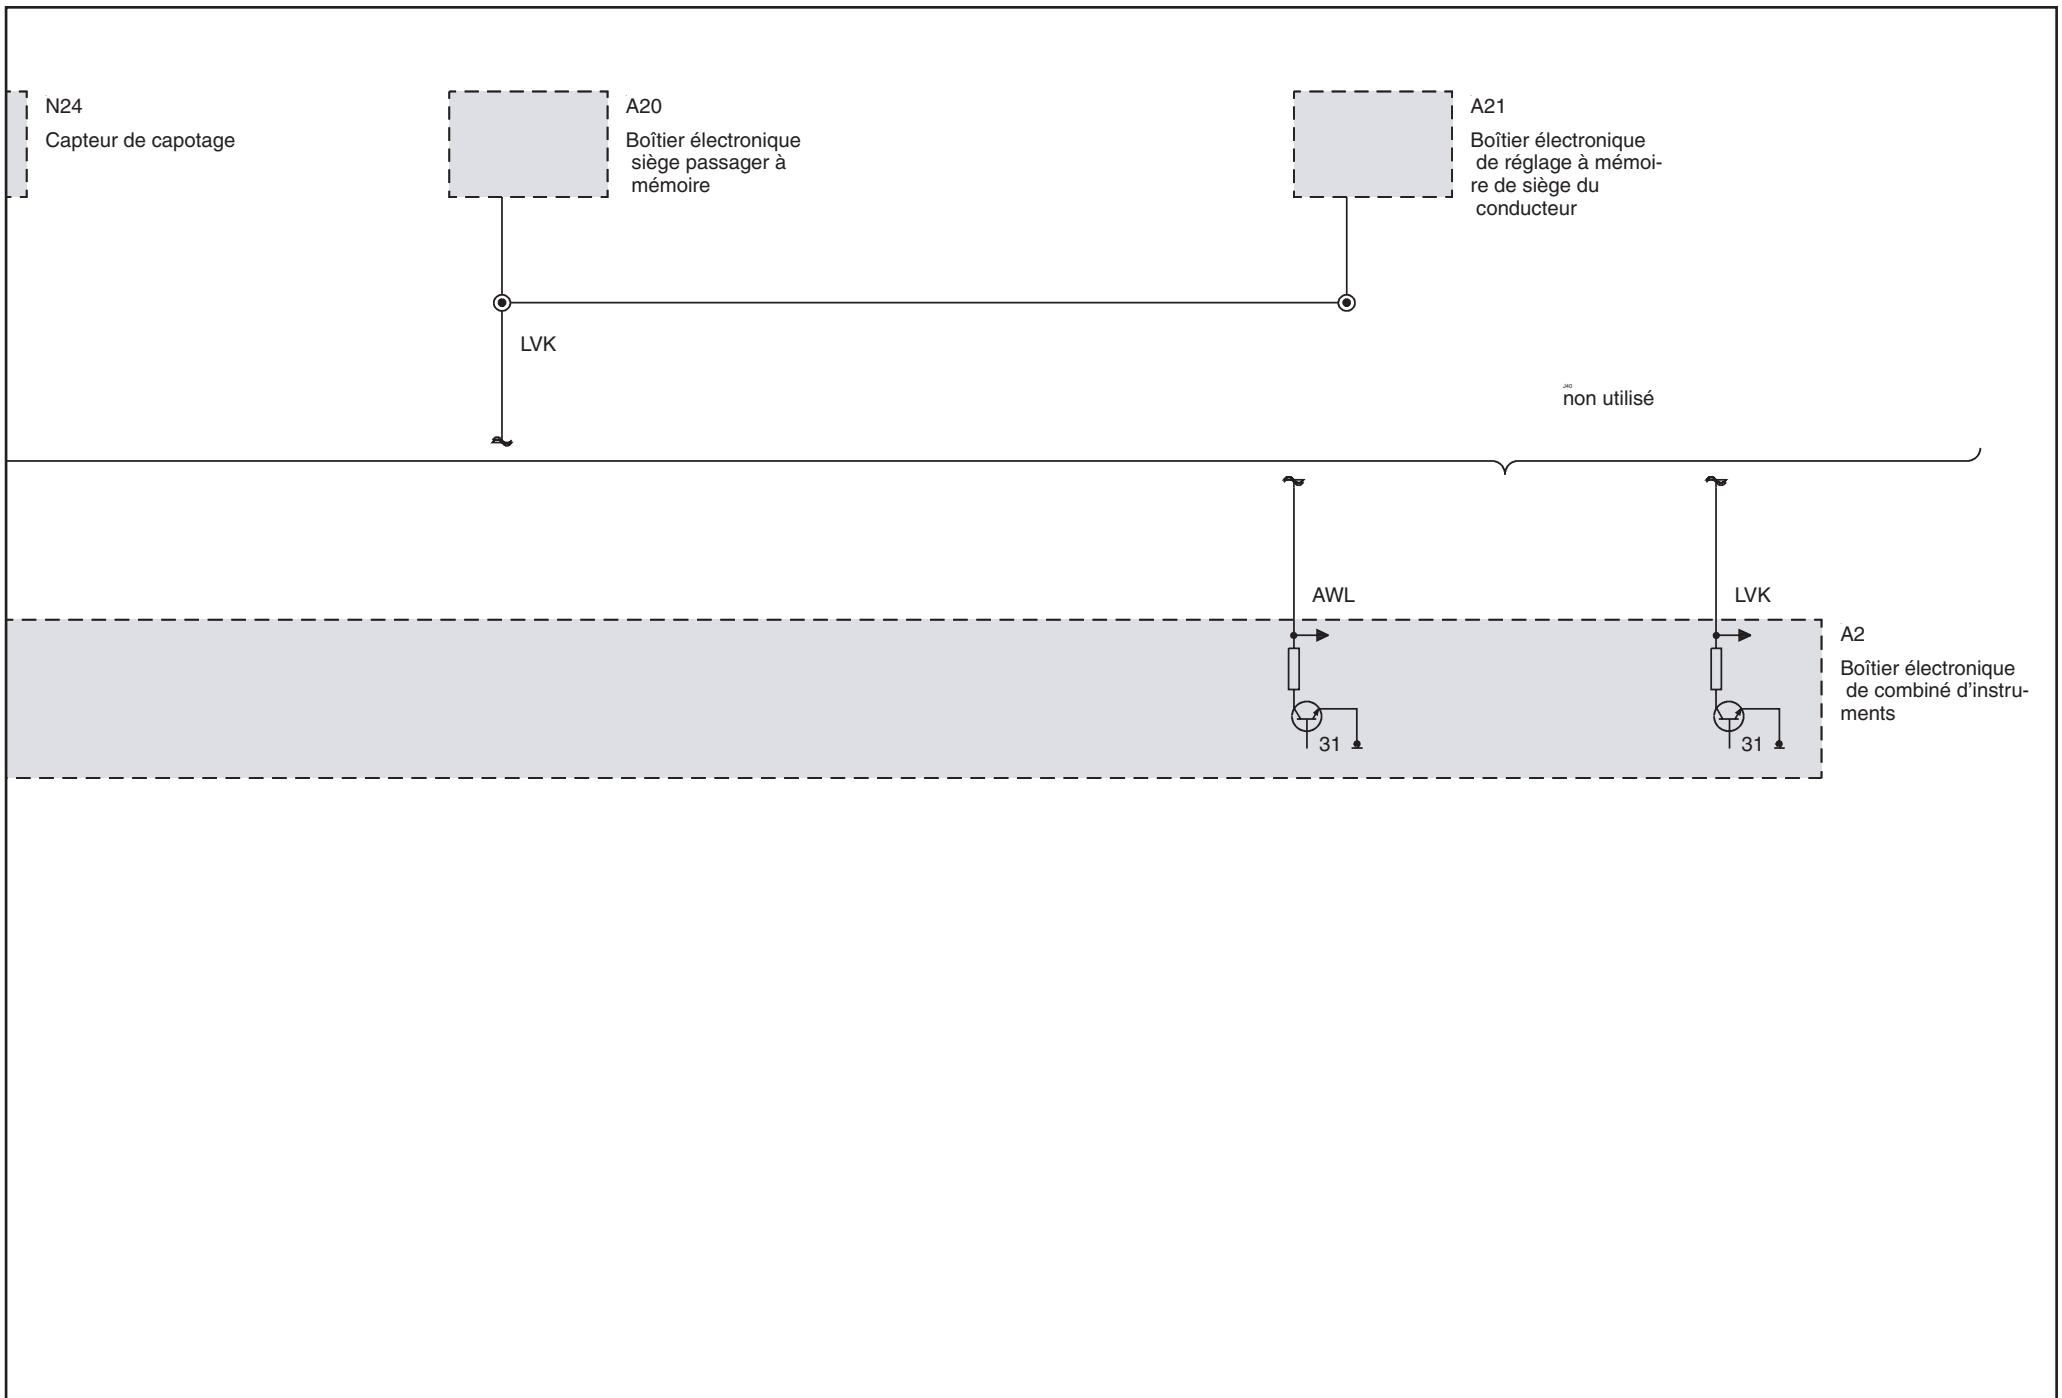 N24
Capteur de capotage
A20
Boîtier électronique
siège passager à
mémoire
A21
Boîtier électronique
de réglage à mémoi-
re de siège du
conducteur
LVK
J40
non utilisé
AWL
LVK
A2
Boîtier électronique
de combiné d'instru-
ments
31
31